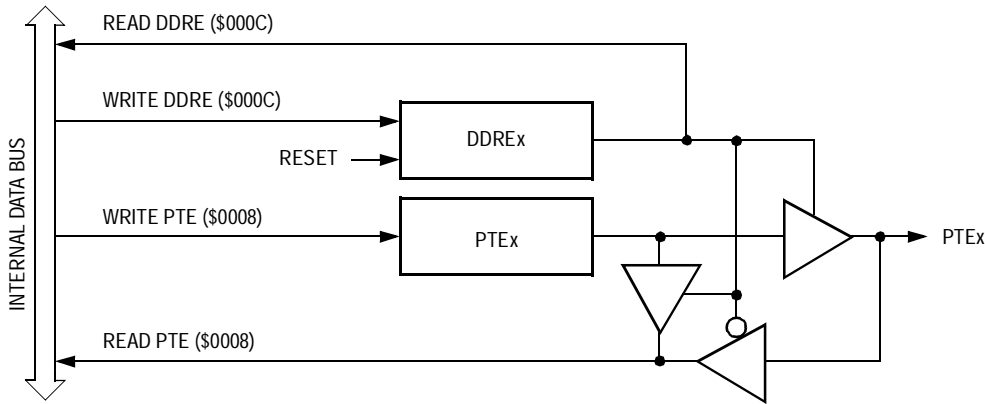 READ DDRE ($000C)
WRITE DDRE ($000C)
DDREx
RESET
INTERNAL DATA BUS
WRITE PTE ($0008)
PTEx
PTEx
READ PTE ($0008)